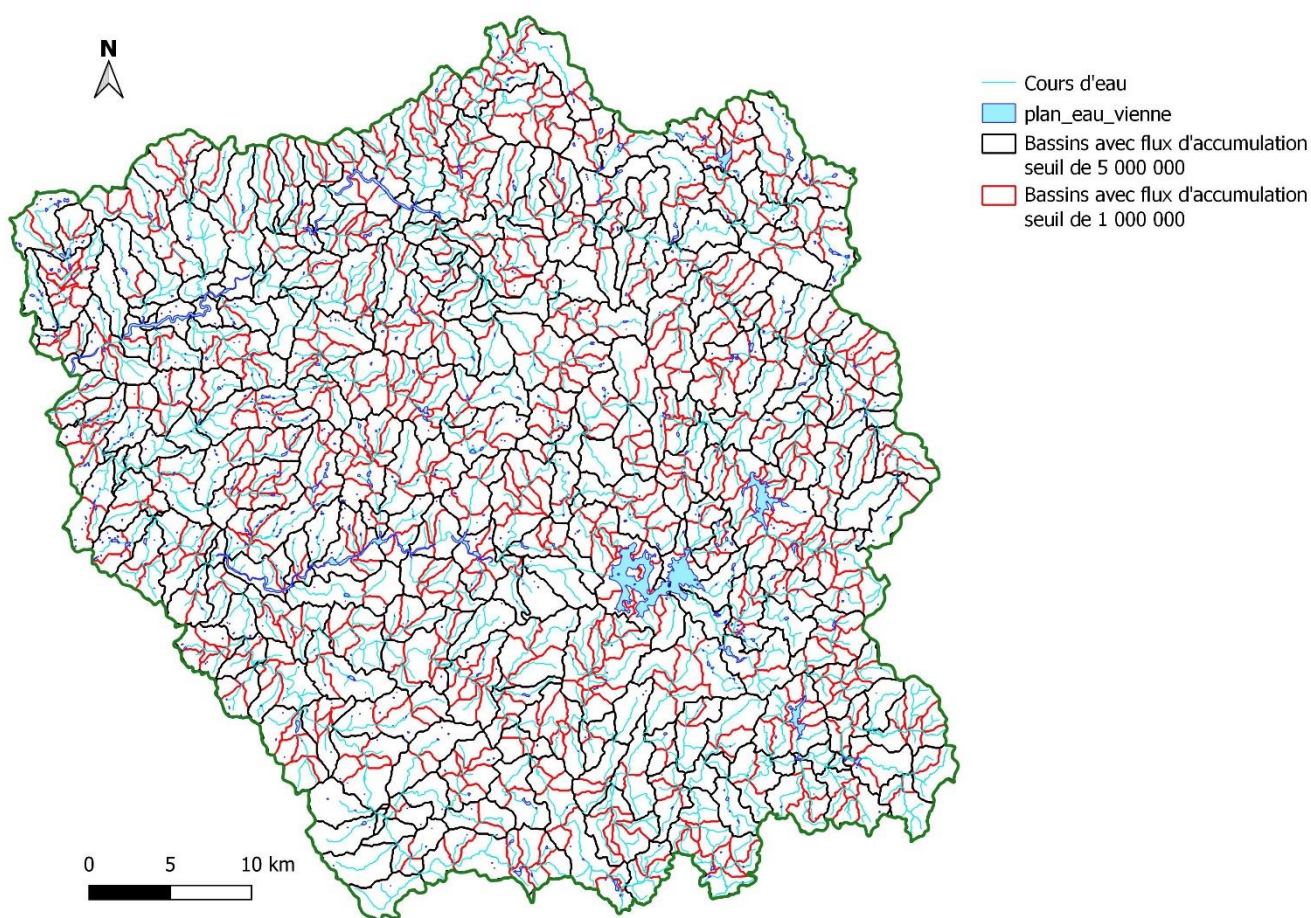 N
Cours d'eau
plan_eau_vienne
Bassins avec flux d'accumulation
seuil de 5 000 000
Bassins avec flux d'accumulation
seuil de 1 000 000
0 5 10 km